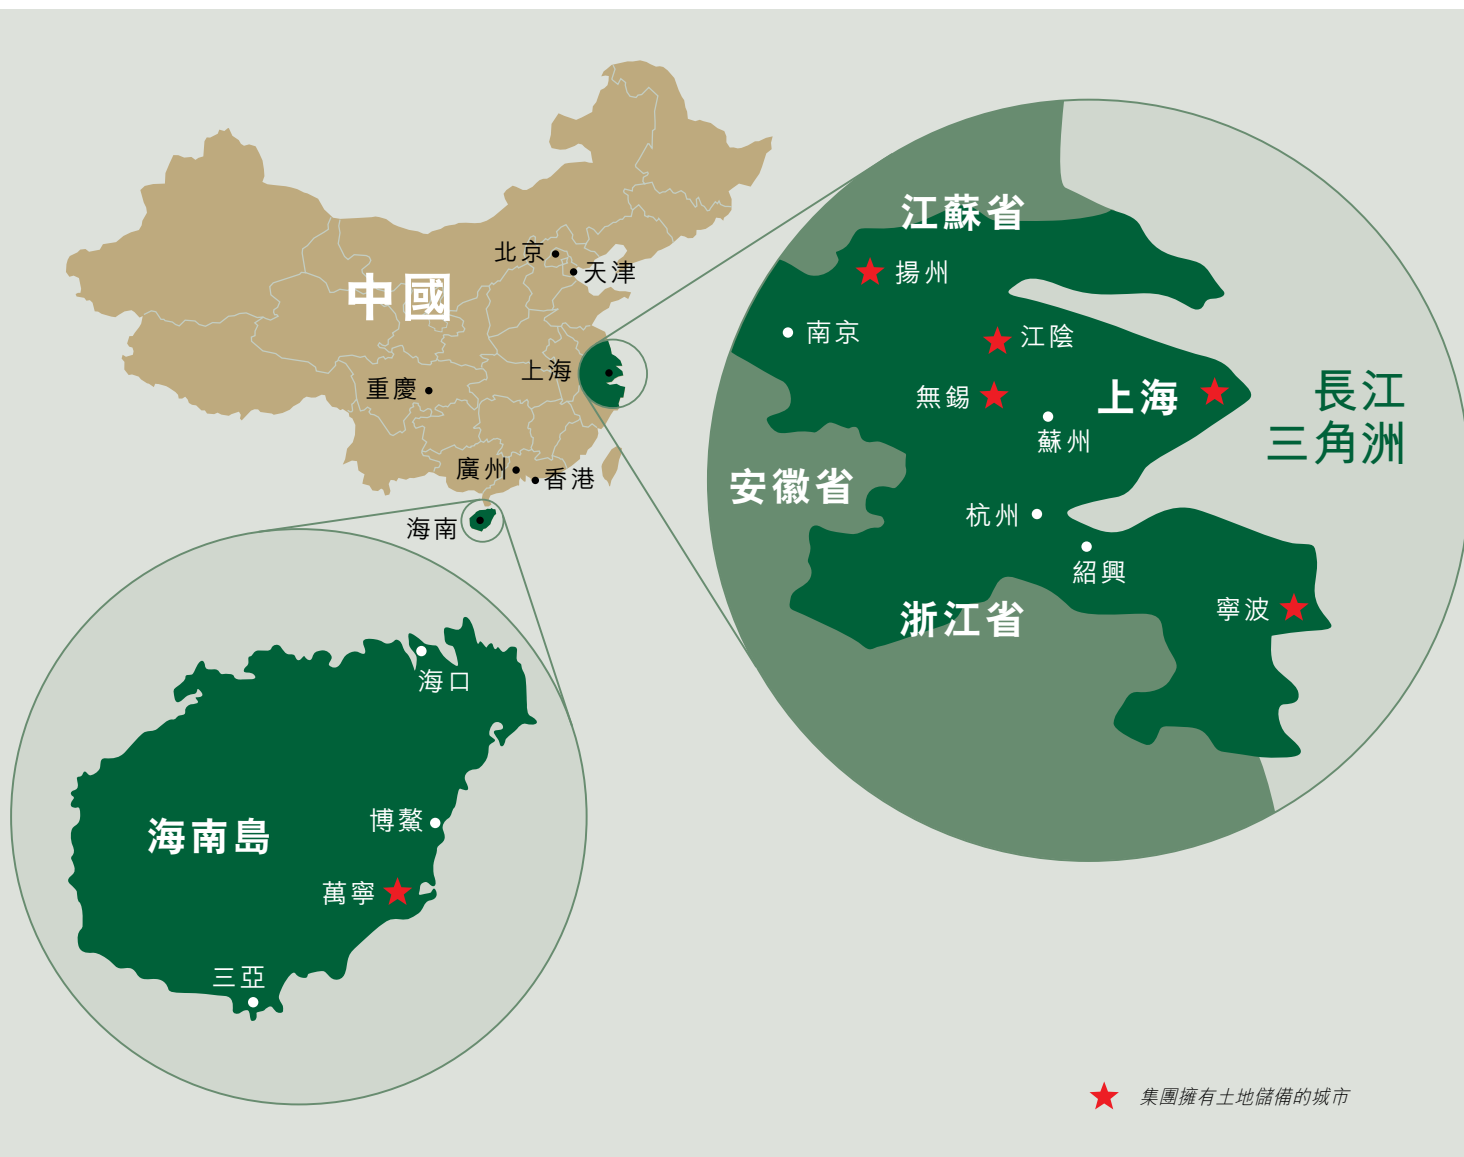 中國
北京
天津
上海
重慶
廣州
香港
海南
江蘇省
揚州
南京
江陰
無錫
上海
蘇州
長江
三角洲
安徽省
杭州
紹興
浙江省
寧波
海口
海南島
博鰲
萬寧
三亞
集團擁有土地儲備的城市